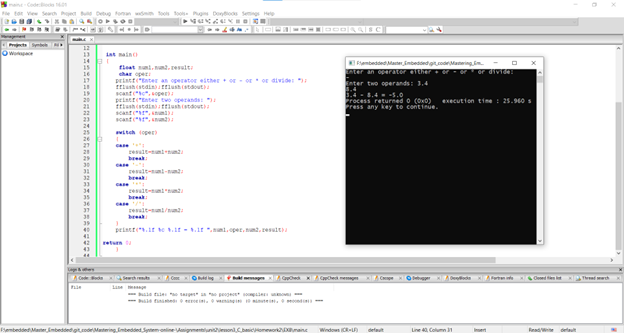 main.c - Code::Blocks 16.01
File Edit View Search Project Build Debug Fortran wxSmith Tools Tools+ Plugins DoxyBlocks Settings Help
Management
Projects Symbols
Workspace
main.c
12
13 int main()
14 {
15 float num1,num2,result;
16 char oper;
17 printf("Enter an operator either + or - or * or divide: ");
18 fflush(stdin);fflush(stdout);
19 scanf("%c",&oper);
20 printf("Enter two operands: ");
21 fflush(stdin);fflush(stdout);
22 scanf("%f",&num1);
23 scanf("%f",&num2);
24
25 switch (oper)
26 {
27 case '+':
28 result=num1+num2;
29 break;
30 case '-':
31 result=num1-num2;
32 break;
33 case '*':
34 result=num1*num2;
35 break;
36 case '/':
37 result=num1/num2;
38 break;
39 }
40 printf("%.1f %c %.1f = %.1f ",num1,oper,num2,result);
41
42 return 0;
43 }
44
F:\embedded\Master_Embedded\git_code\Mastering_Em...
Enter an operator either + or - or * or divide:
-
Enter two operands: 3.4
8.4
3.4 - 8.4 = -5.0
Process returned 0 (0x0) execution time : 25.960 s
Press any key to continue.
Logs & others
Code::Blocks Search results Cccc Build log Build messages CppCheck CppCheck messages Cscope Debugger DoxyBlocks Fortran info Closed files list Thread search
File Line Message
=== Build file: "no target" in "no project" (compiler: unknown) ===
=== Build finished: 0 error(s), 0 warning(s) (0 minute(s), 0 second(s)) ===
F:\embedded\Master_Embedded\git_code\Mastering_Embedded_System-online-\Assignments\unit2\lesson3_C_basic\Homework2\EX8\main.c Windows (CR+LF) default Line 40, Column 31 Insert Read/Write default